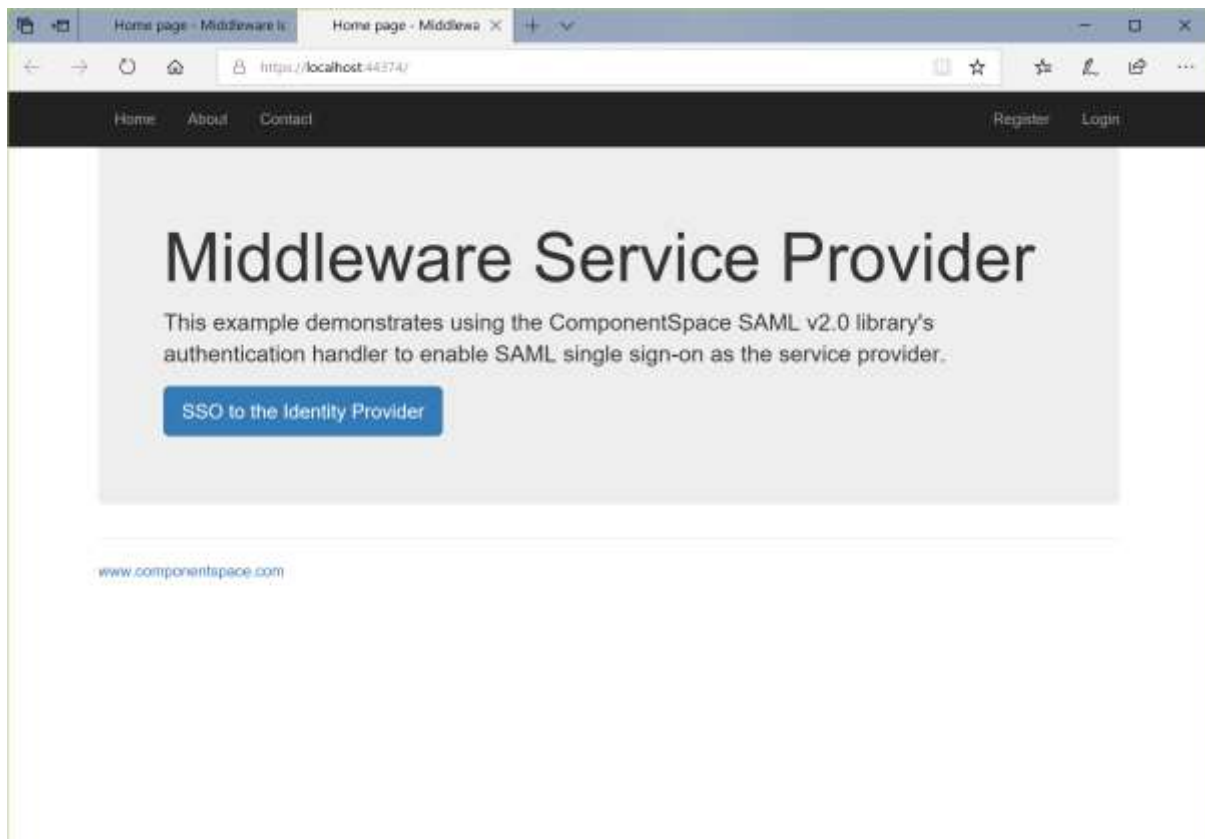 Home page - Middleware Is
Home page - Middlewa
https://localhost:44374/
Home About Contact Register Login
Middleware Service Provider
This example demonstrates using the ComponentSpace SAML v2.0 library's
authentication handler to enable SAML single sign-on as the service provider.
SSO to the Identity Provider
www.componentspace.com